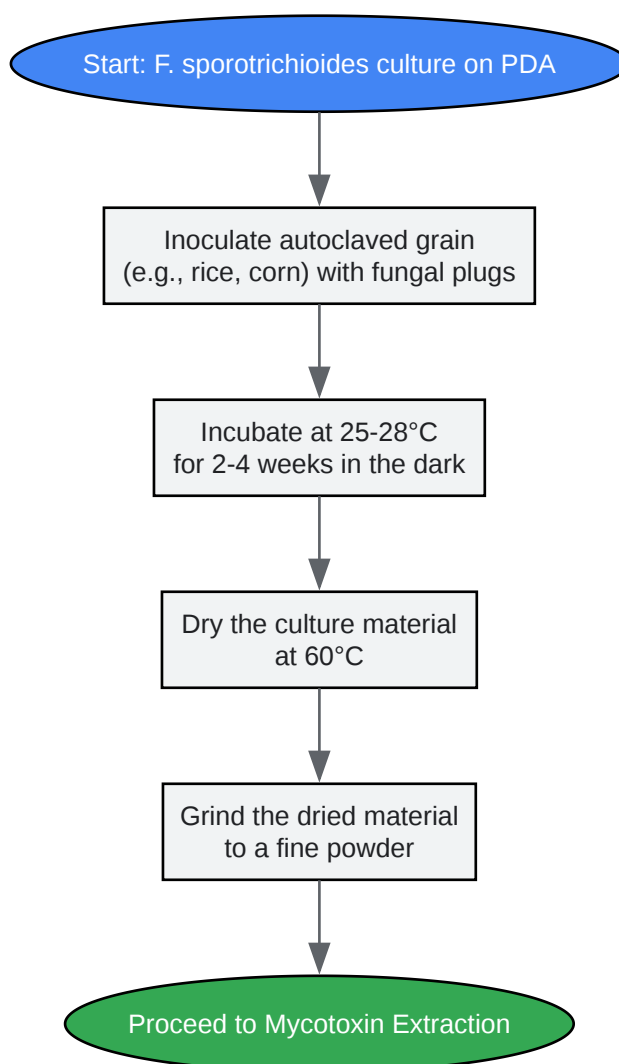 Start: F. sporotrichioides culture on PDA
Inoculate autoclaved grain
(e.g., rice, corn) with fungal plugs
Incubate at 25-28°C
for 2-4 weeks in the dark
Dry the culture material
at 60°C
Grind the dried material
to a fine powder
Proceed to Mycotoxin Extraction